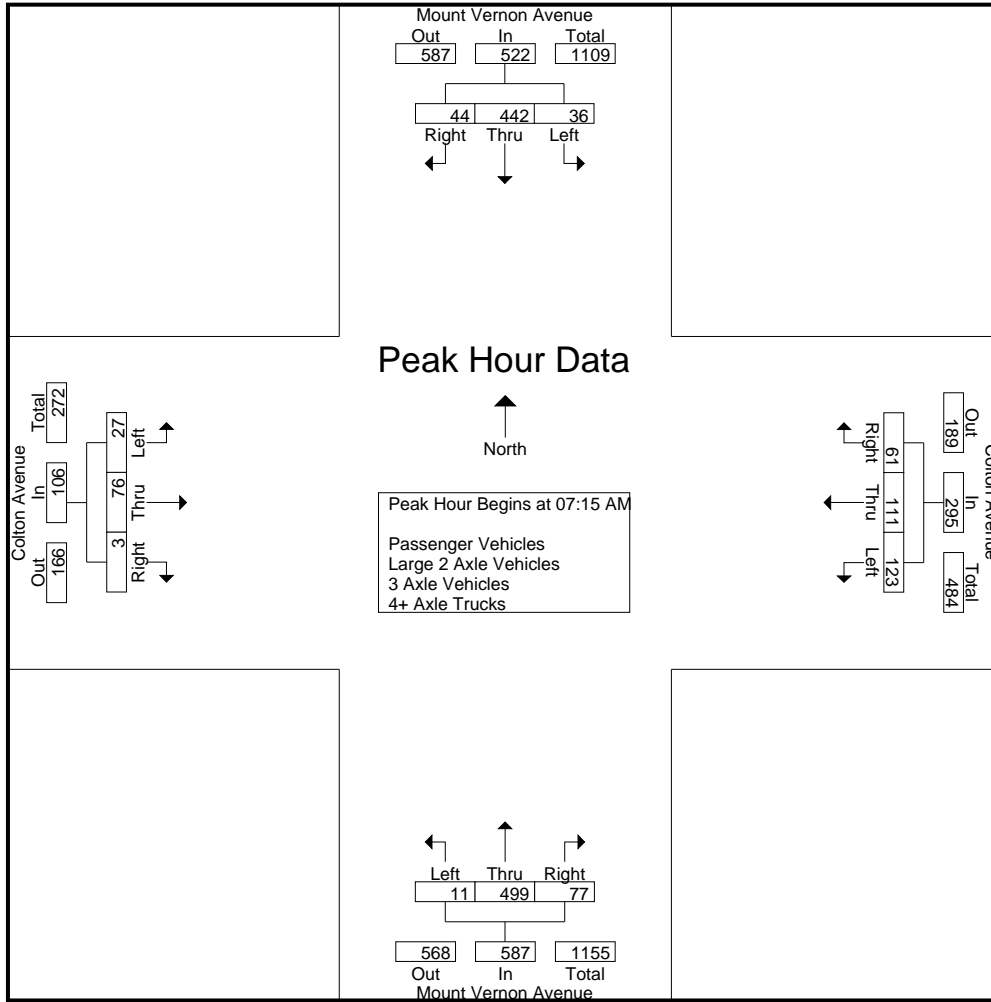 Mount Vernon Avenue
Out In Total
587 522 1109
44 442 36
Right Thru Left
Peak Hour Data
North
Peak Hour Begins at 07:15 AM
Passenger Vehicles
Large 2 Axle Vehicles
3 Axle Vehicles
4+ Axle Trucks
Colton Avenue
Out In Total
166 106 272
Left Thru Right
27 76 3
Colton Avenue
Out In Total
189 295 484
Right Thru Left
61 111 123
Left Thru Right
11 499 77
568 587 1155
Out In Total
Mount Vernon Avenue